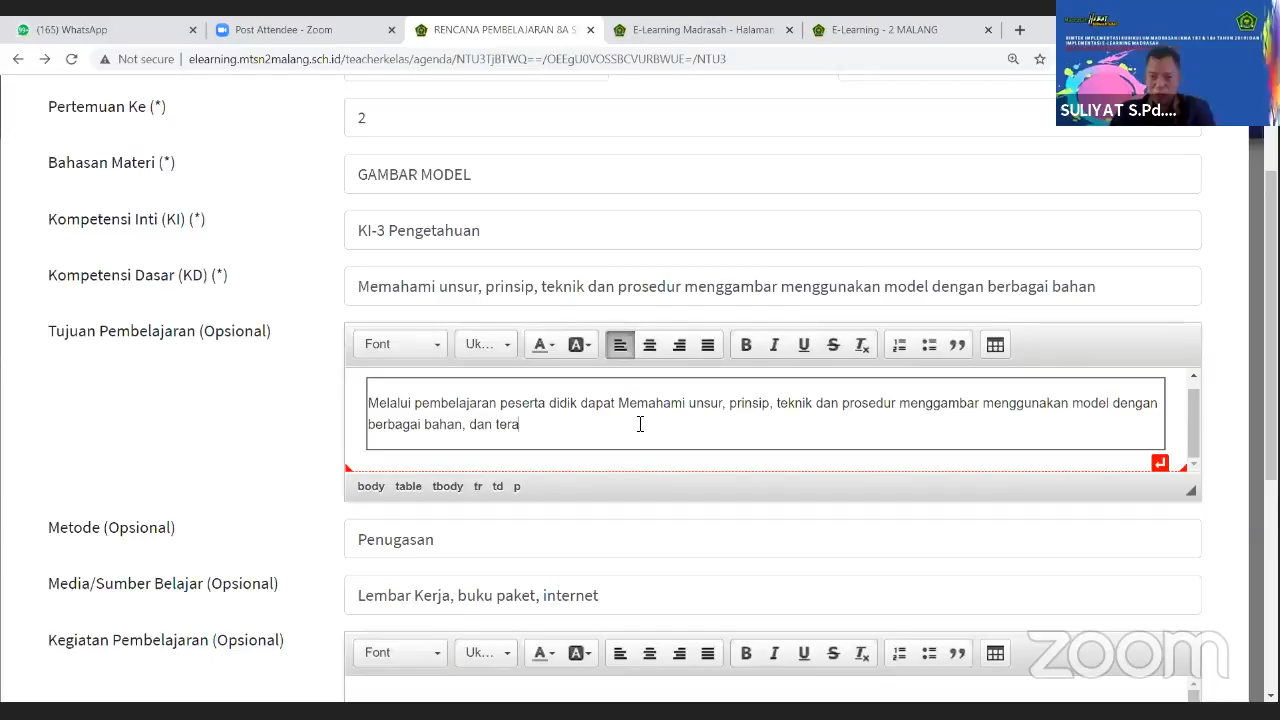 (165) WhatsApp
Post Attendee - Zoom
RENCANA PEMBELAJARAN 8A S
E-Learning Madrasah - Halaman
E-Learning - 2 MALANG
Not secure
elearning.mtsn2malang.sch.id/teac
NTU3TjBTWQ==/OEEgU0VOSSBCVURBWUE=/NTU3
SULIYAT S.Pd....
Pertemuan Ke (*)
2
Bahasan Materi (*)
GAMBAR MODEL
Kompetensi Inti (KI) (*)
KI-3 Pengetahuan
Kompetensi Dasar (KD) (*)
Memahami unsur, prinsip, teknik dan prosedur menggambar menggunakan model dengan berbagai bahan
Tujuan Pembelajaran (Opsional)
Font
Uk...
Melalui pembelajaran peserta didik dapat Memahami unsur, prinsip, teknik dan prosedur menggambar menggunakan model dengan
berbagai bahan, dan tera
body table tbody tr td p
Metode (Opsional)
Penugasan
Media/Sumber Belajar (Opsional)
Lembar Kerja, buku paket, internet
Kegiatan Pembelajaran (Opsional)
Font
Uk...
zoom